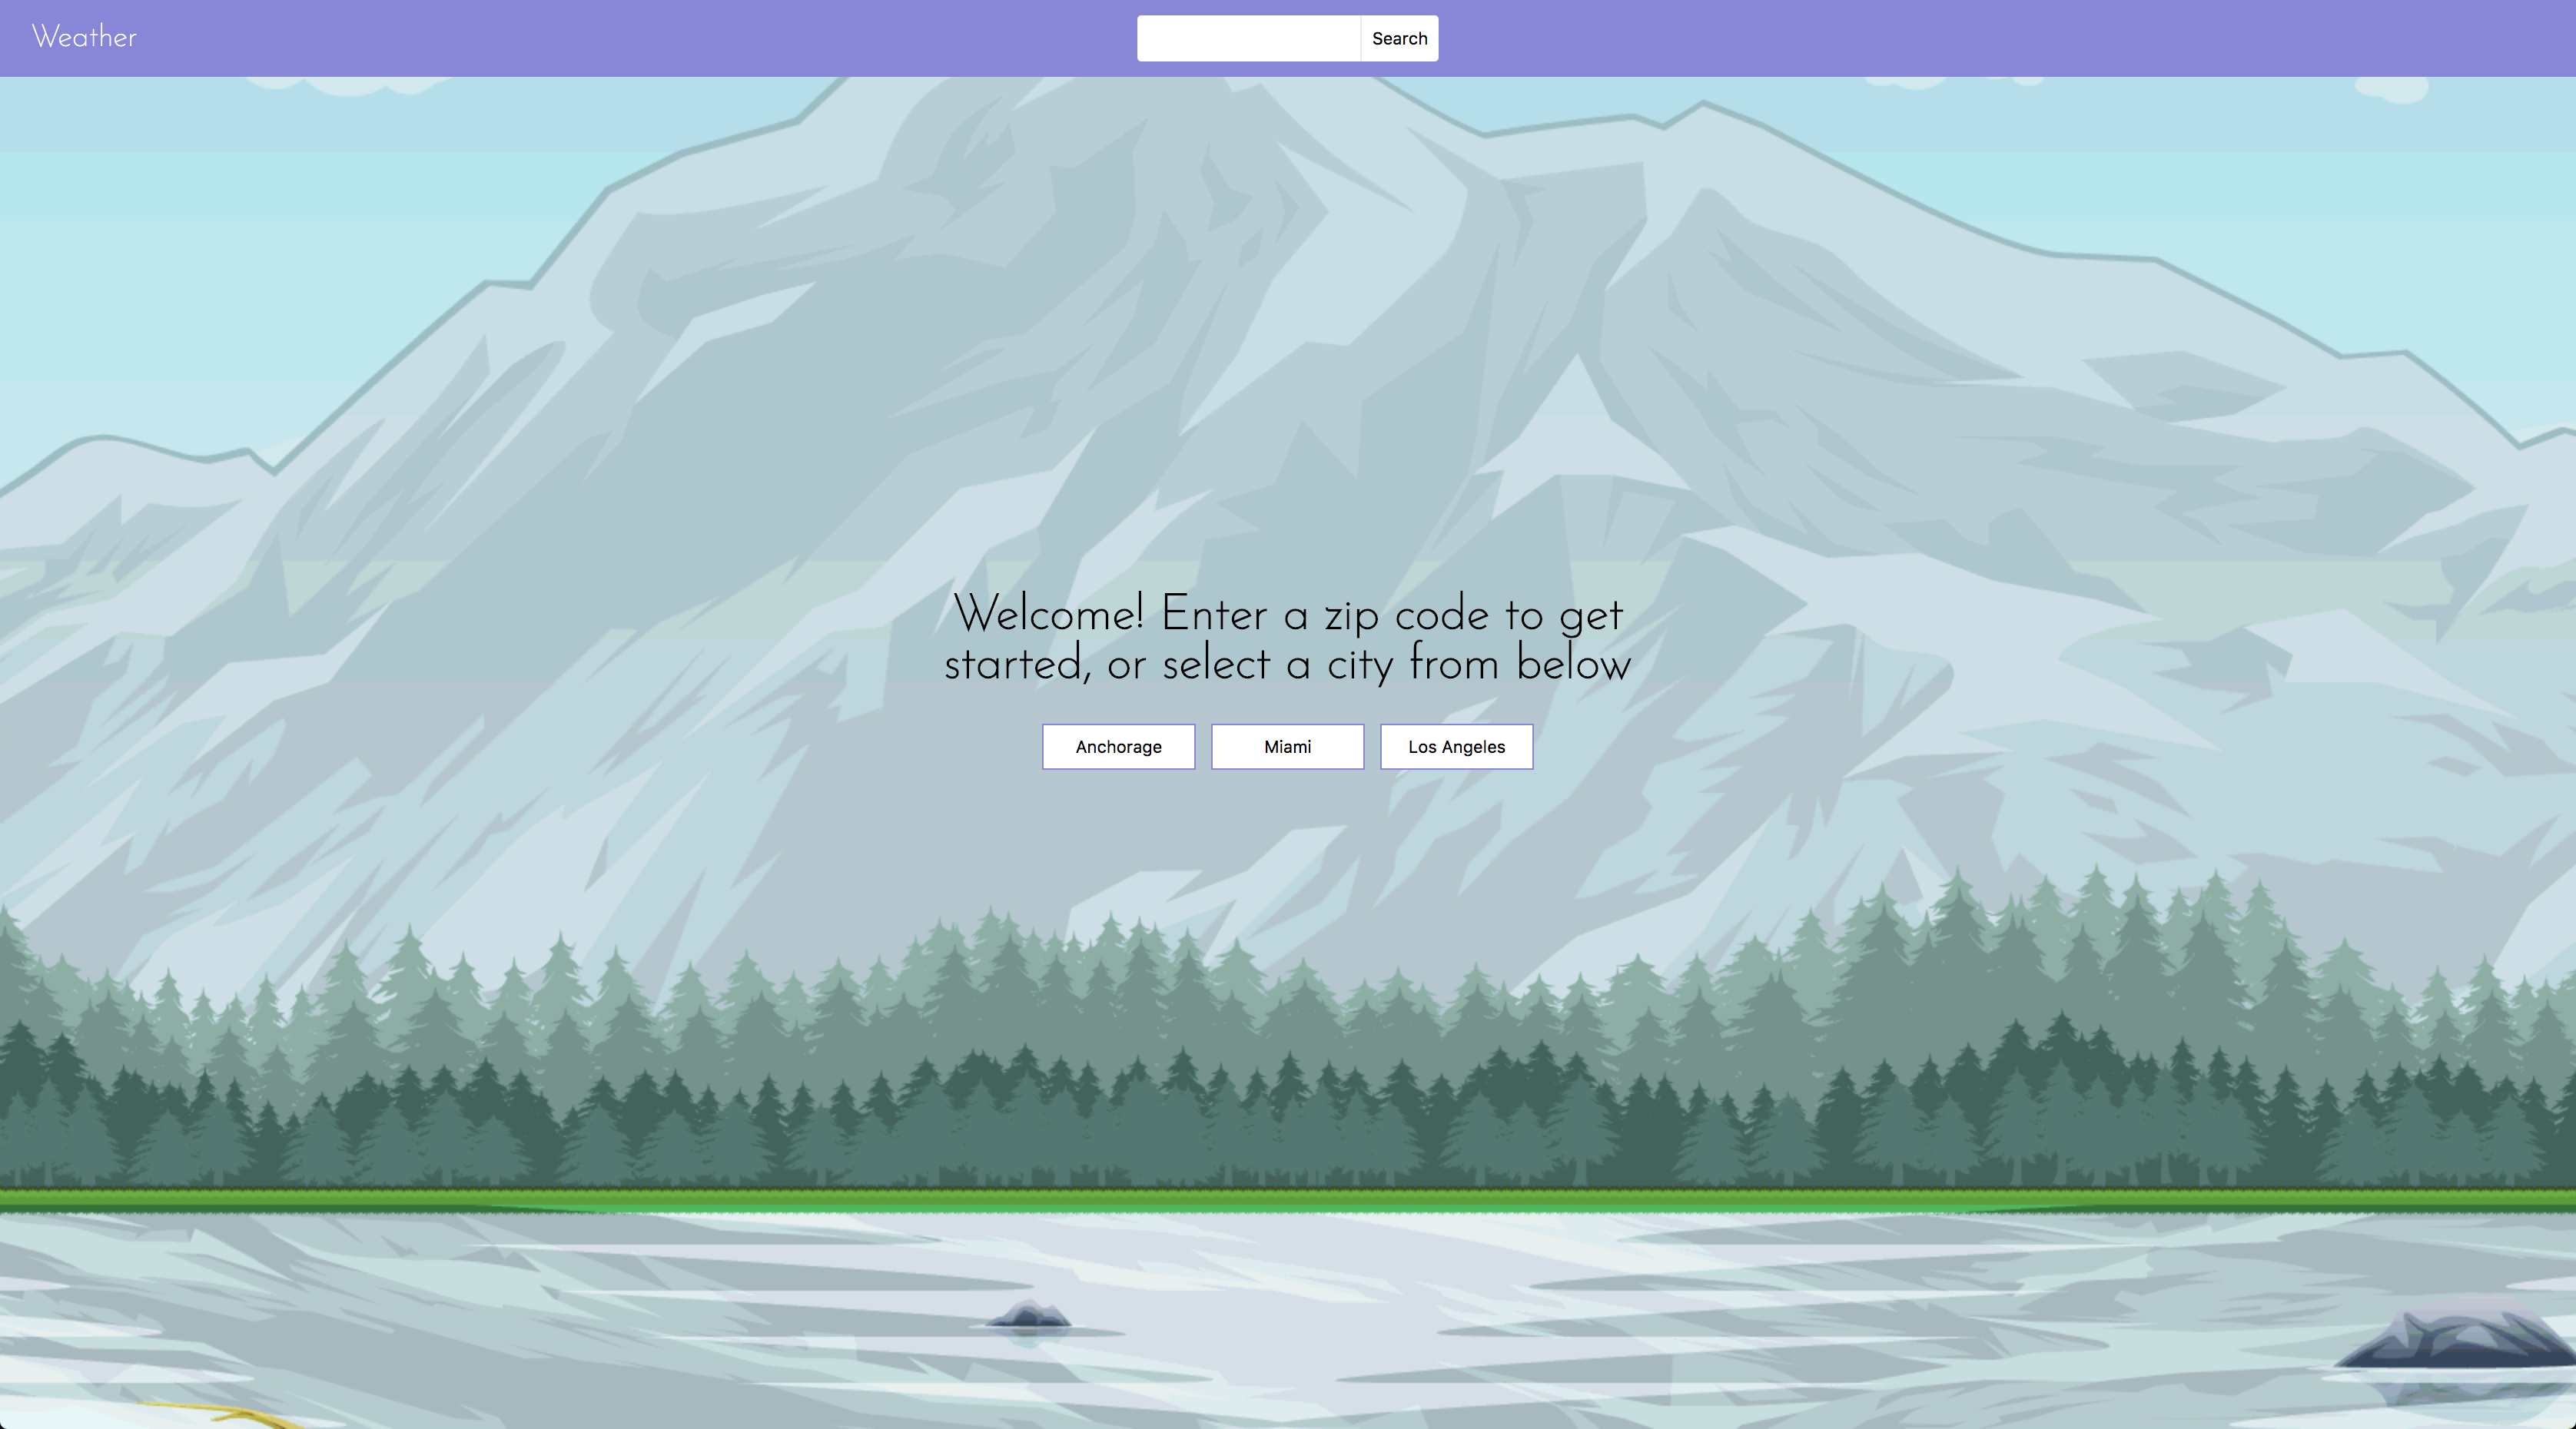 Weather
Search
Welcome! Enter a zip code to get
started, or select a city from below
Anchorage
Miami
Los Angeles